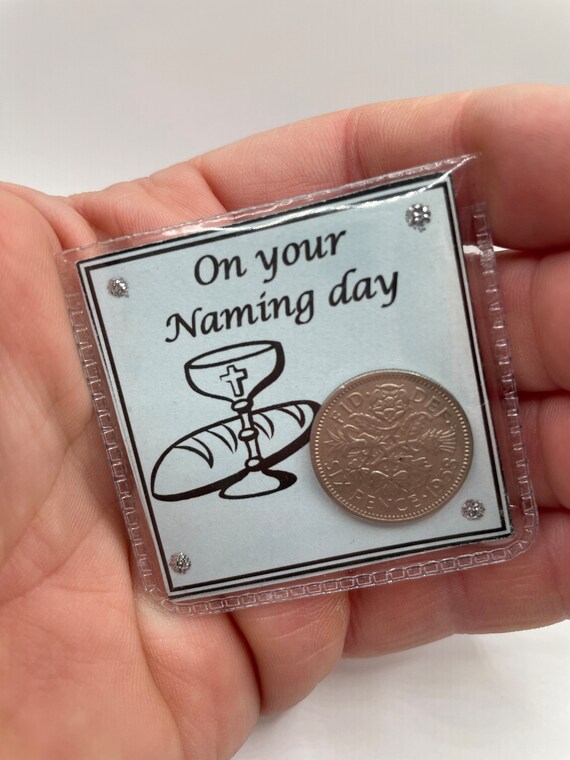 On your
Naming day
FID DEF
SIX PENCE